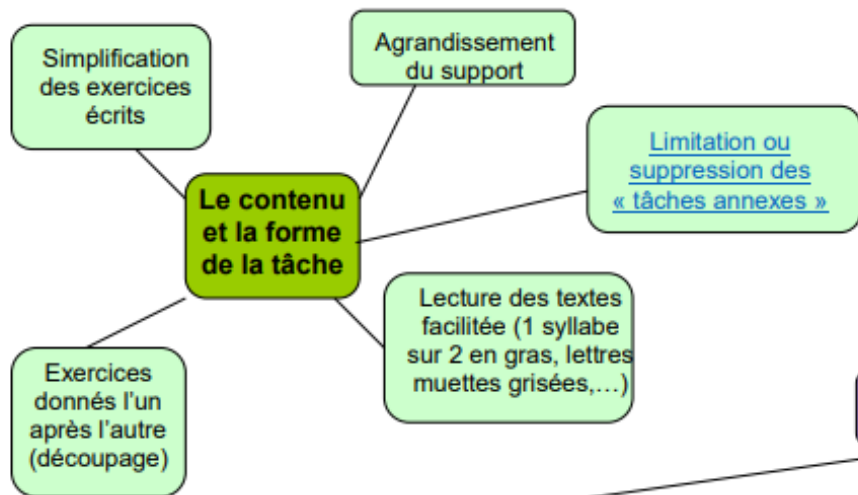 Simplification
des exercices
écrits
Agrandissement
du support
Limitation ou
suppression des
« tâches annexes »
Le contenu
et la forme
de la tâche
Lecture des textes
facilitée (1 syllabe
sur 2 en gras, lettres
muettes grisées,…)
Exercices
donnés l’un
après l’autre
(découpage)